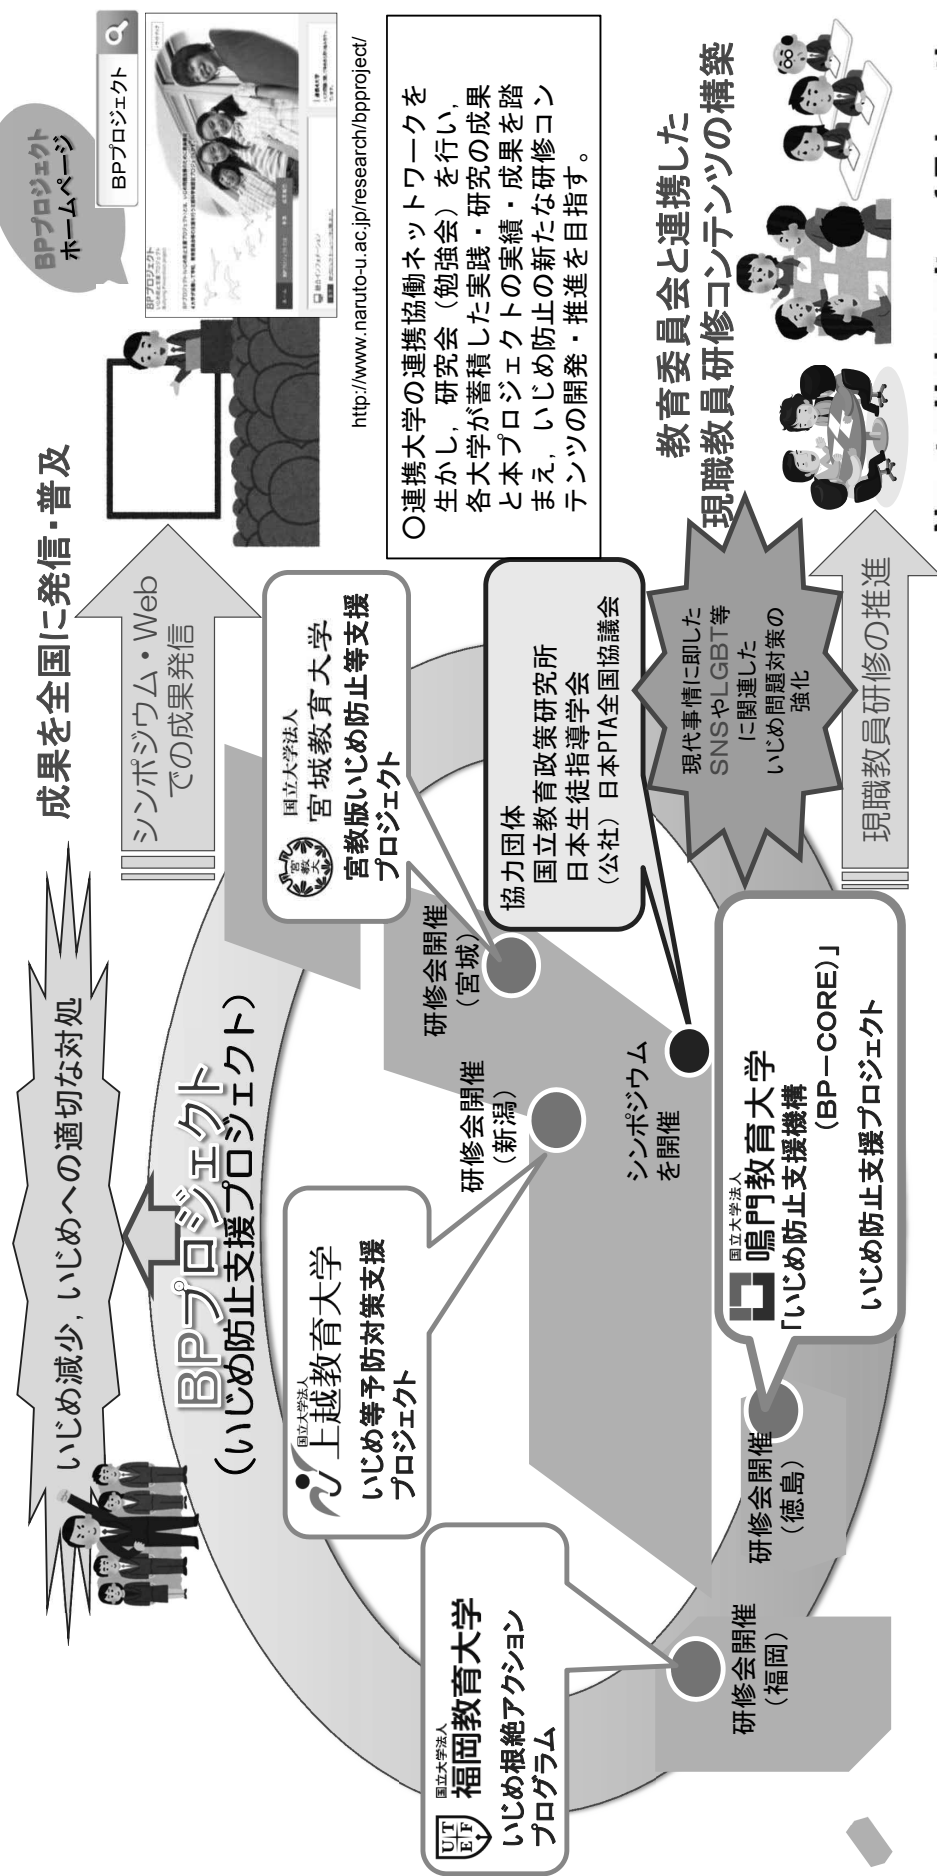 いじめ減少，いじめへの適切な対処
成果を全国に発信・普及
BPプロジェクト
ホームページ
BPプロジェクト
シンポジウム・Web
での成果発信
http://www.naruto-u.ac.jp/research/bpproject/
BPプロジェクト
（いじめ防止支援プロジェクト）
国立大学法人
宮城教育大学
宮教版いじめ防止等支援
プロジェクト
国立大学法人
上越教育大学
いじめ等予防対策支援
プロジェクト
国立大学法人
福岡教育大学
いじめ根絶アクション
プログラム
研修会開催
（宮城）
研修会開催
（新潟）
シンポジウム
を開催
研修会開催
（徳島）
研修会開催
（福岡）
国立大学法人
鳴門教育大学
「いじめ防止支援機構
（BP－CORE）」
いじめ防止支援プロジェクト
協力団体
国立教育政策研究所
日本生徒指導学会
（公社）日本PTA全国協議会
〇連携大学の連携協働ネットワークを
生かし，研究会（勉強会）を行い，
各大学が蓄積した実践・研究の成果
と本プロジェクトの実績・成果を踏
まえ，いじめ防止の新たな研修コン
テンツの開発・推進を目指す。
現代事情に即した
SNSやLGBT等
に関連した
いじめ問題対策の
強化
教育委員会と連携した
現職教員研修コンテンツの構築
現職教員研修の推進